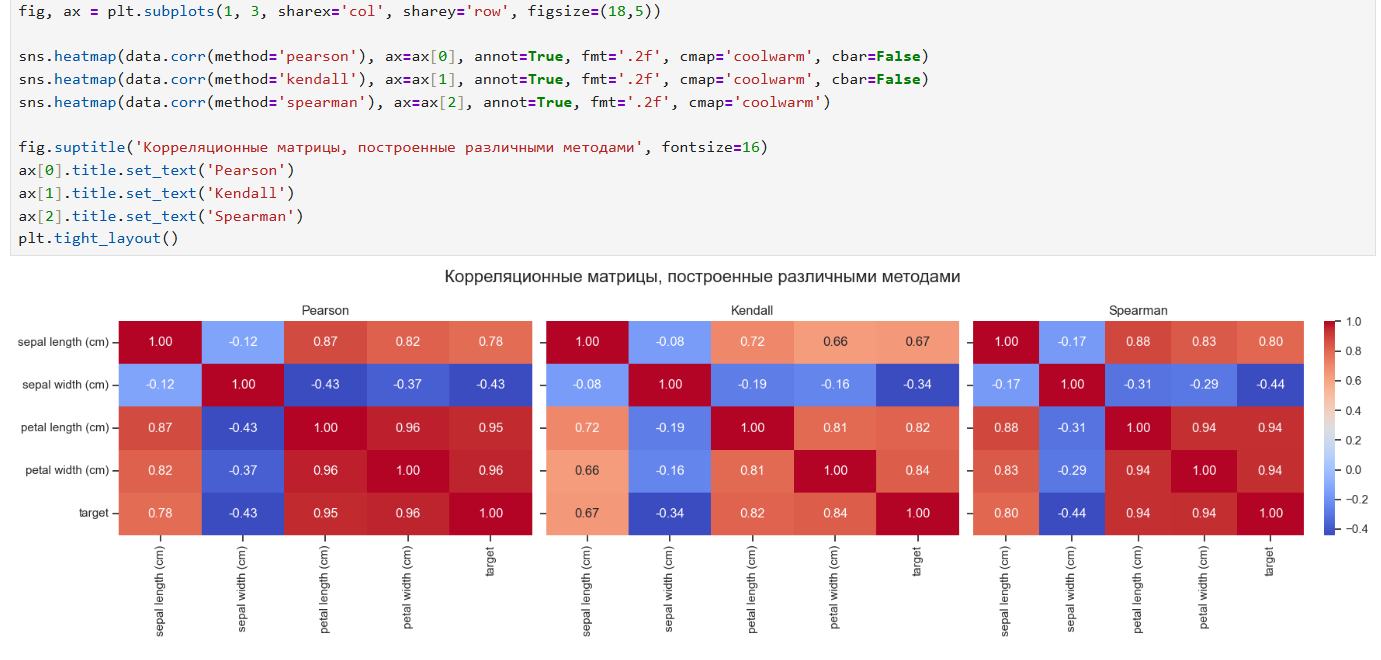 fig, ax = plt.subplots(1, 3, sharex='col', sharey='row', figsize=(18,5))
sns.heatmap(data.corr(method='pearson'), ax=ax[0], annot=True, fmt='.2f', cmap='coolwarm', cbar=False)
sns.heatmap(data.corr(method='kendall'), ax=ax[1], annot=True, fmt='.2f', cmap='coolwarm', cbar=False)
sns.heatmap(data.corr(method='spearman'), ax=ax[2], annot=True, fmt='.2f', cmap='coolwarm')
fig.suptitle('Корреляционные матрицы, построенные различными методами', fontsize=16)
ax[0].title.set_text('Pearson')
ax[1].title.set_text('Kendall')
ax[2].title.set_text('Spearman')
plt.tight_layout()
Корреляционные матрицы, построенные различными методами
Pearson
sepal length (cm) 1.00 -0.12 0.87 0.82 0.78
sepal width (cm) -0.12 1.00 -0.43 -0.37 -0.43
petal length (cm) 0.87 -0.43 1.00 0.96 0.95
petal width (cm) 0.82 -0.37 0.96 1.00 0.96
target 0.78 -0.43 0.95 0.96 1.00
sepal length (cm)
sepal width (cm)
petal length (cm)
petal width (cm)
target
Kendall
1.00 -0.08 0.72 0.66 0.67
-0.08 1.00 -0.19 -0.16 -0.34
0.72 -0.19 1.00 0.81 0.82
0.66 -0.16 0.81 1.00 0.84
0.67 -0.34 0.82 0.84 1.00
sepal length (cm)
sepal width (cm)
petal length (cm)
petal width (cm)
target
Spearman
1.00 -0.17 0.88 0.83 0.80
-0.17 1.00 -0.31 -0.29 -0.44
0.88 -0.31 1.00 0.94 0.94
0.83 -0.29 0.94 1.00 0.94
0.80 -0.44 0.94 0.94 1.00
sepal length (cm)
sepal width (cm)
petal length (cm)
petal width (cm)
target
1.0
0.8
0.6
0.4
0.2
0.0
−0.2
−0.4